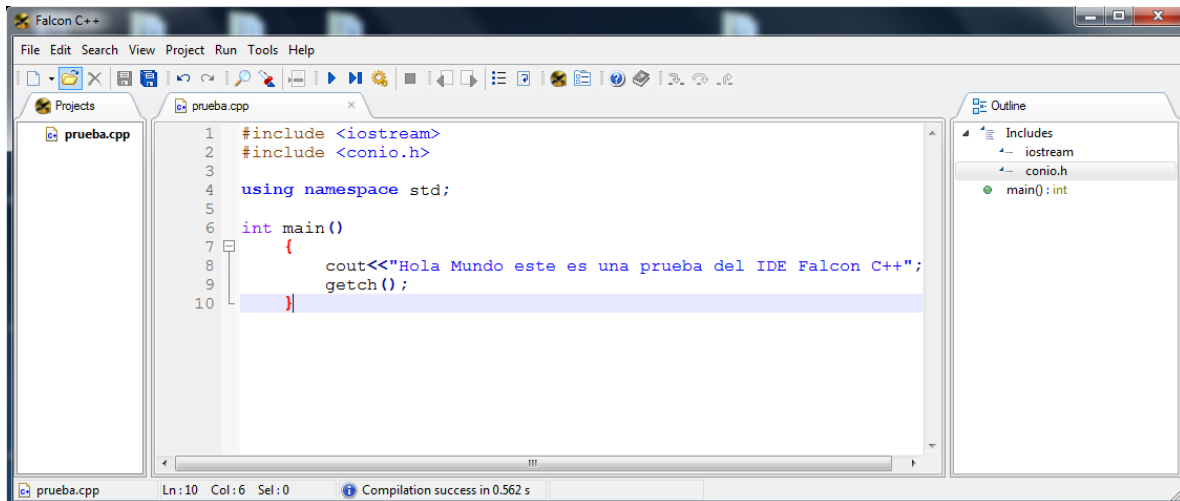 Falcon C++
File Edit Search View Project Run Tools Help
Projects
prueba.cpp
Outline
prueba.cpp
1 #include <iostream>
2 #include <conio.h>
3
4 using namespace std;
5
6 int main()
7 {
8 cout<<"Hola Mundo este es una prueba del IDE Falcon C++";
9 getch();
10 }
Includes
iostream
conio.h
main() : int
prueba.cpp Ln:10 Col:6 Sel:0 Compilation success in 0.562 s